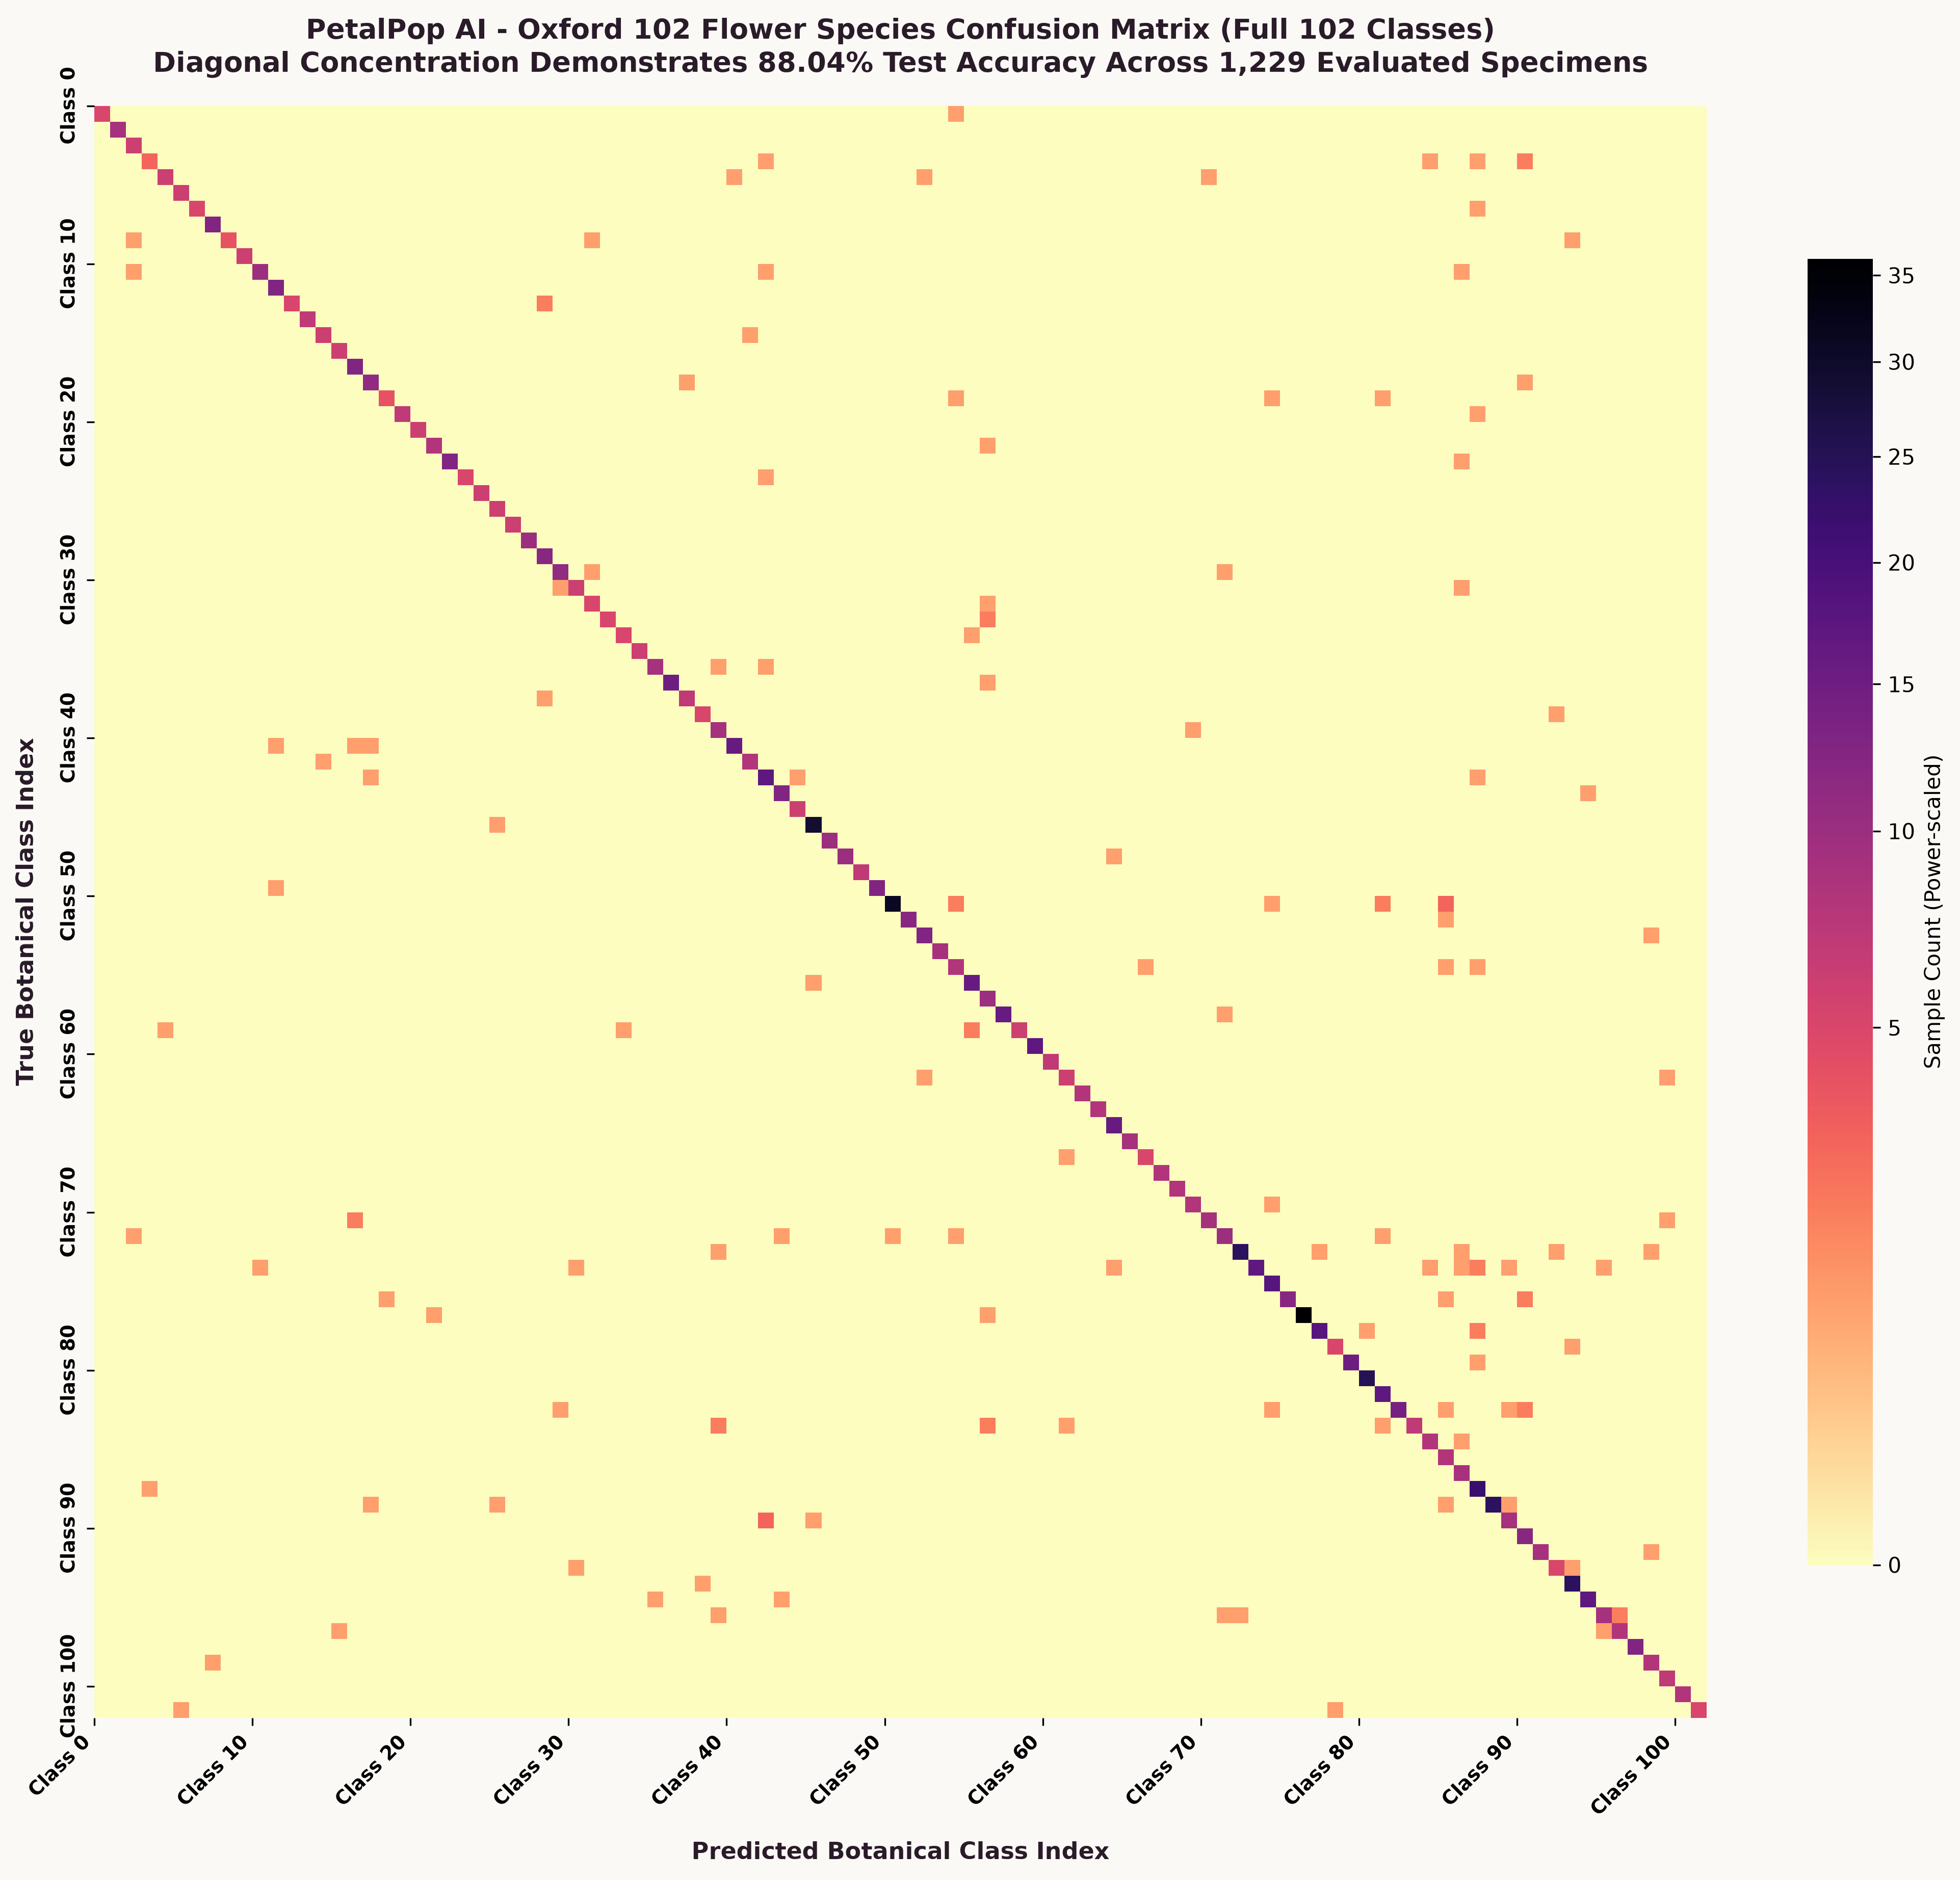 PetalPop AI - Oxford 102 Flower Species Confusion Matrix (Full 102 Classes)
Diagonal Concentration Demonstrates 88.04% Test Accuracy Across 1,229 Evaluated Specimens
True Botanical Class Index
Class 0
Class 10
Class 20
Class 30
Class 40
Class 50
Class 60
Class 70
Class 80
Class 90
Class 100
Class 0
Class 10
Class 20
Class 30
Class 40
Class 50
Class 60
Class 70
Class 80
Class 90
Class 100
Predicted Botanical Class Index
35
30
25
20
15
10
5
0
Sample Count (Power-scaled)